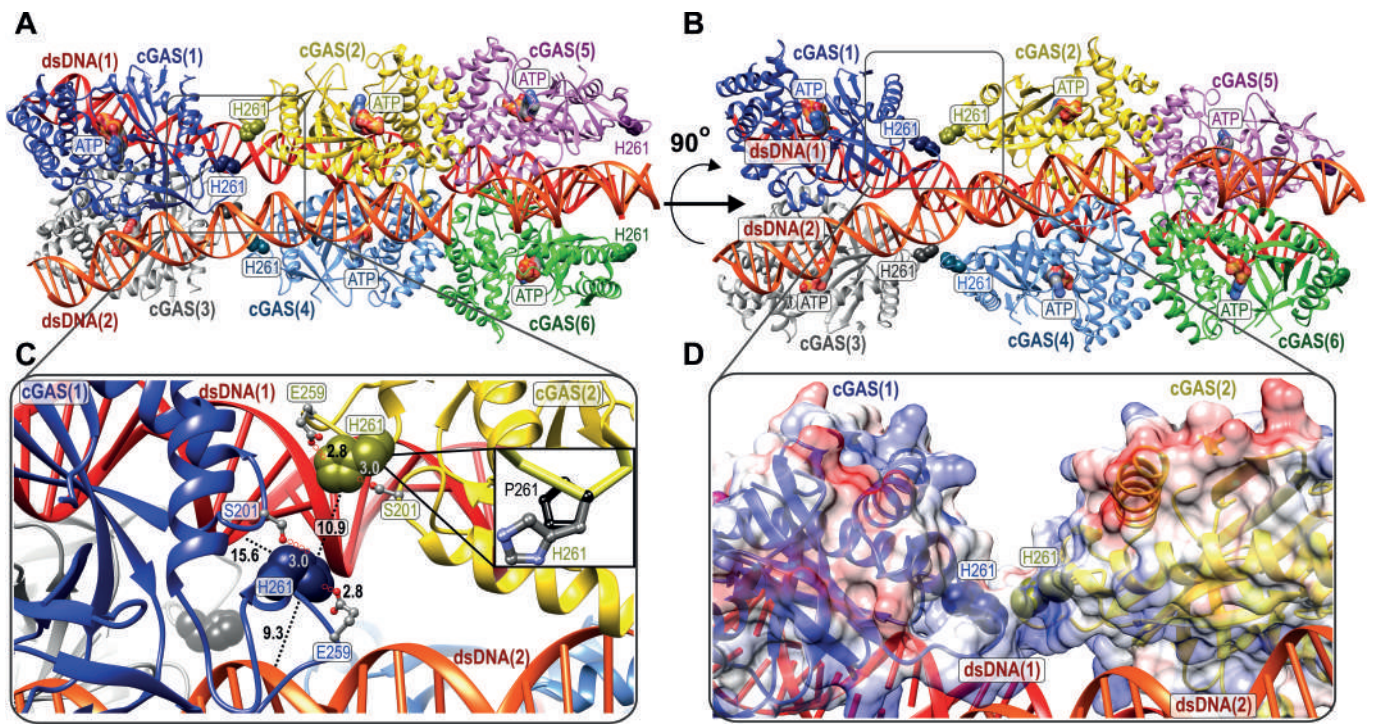 A
dsDNA(1)
cGAS(1)
cGAS(2)
cGAS(5)
H261
ATP
ATP
ATP
H261
H261
H261
H261
ATP
ATP
dsDNA(2)
cGAS(3)
cGAS(4)
cGAS(6)
90°
B
cGAS(1)
cGAS(2)
cGAS(5)
ATP
H261
H261
ATP
ATP
dsDNA(1)
dsDNA(2)
H261
H261
ATP
ATP
ATP
cGAS(3)
cGAS(4)
cGAS(6)
C
cGAS(1)
dsDNA(1)
E259
cGAS(2)
H261
2.8
3.0
P261
S201
S201
10.9
H261
15.6
3.0
H261
2.8
9.3
E259
dsDNA(2)
D
cGAS(1)
cGAS(2)
H261
H261
dsDNA(1)
dsDNA(2)